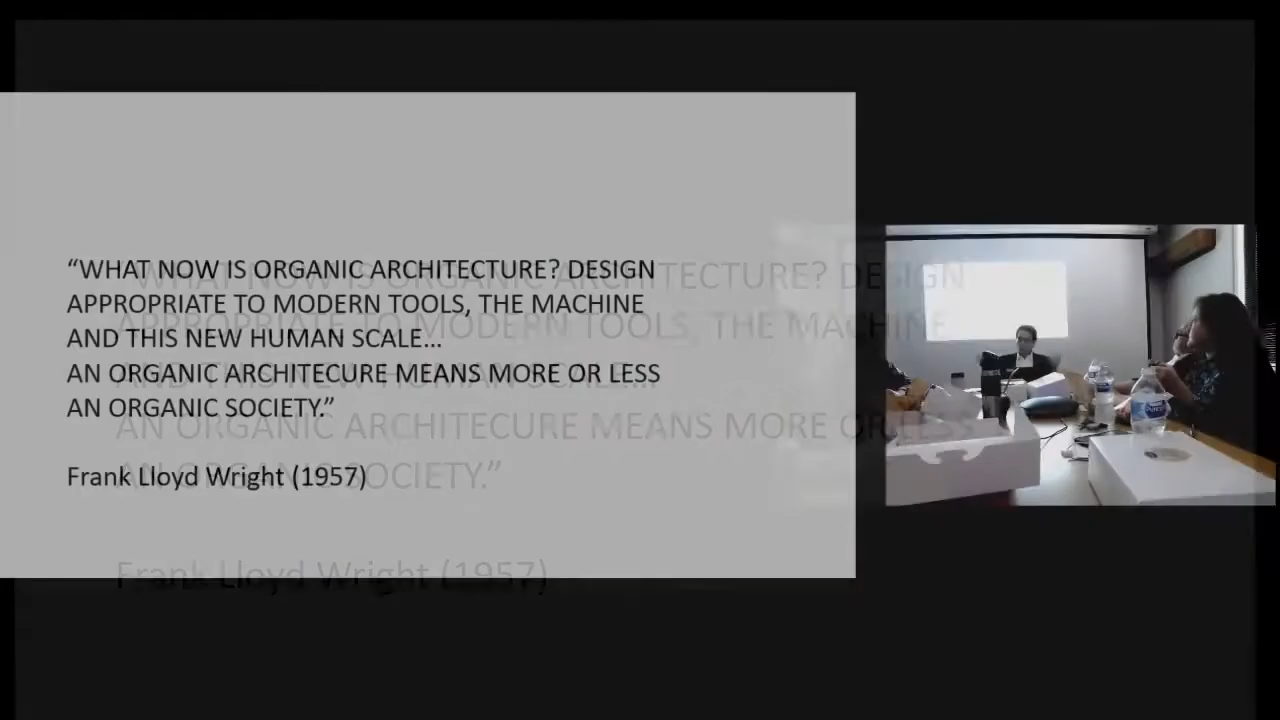 “WHAT NOW IS ORGANIC ARCHITECTURE? DESIGN
APPROPRIATE TO MODERN TOOLS, THE MACHINE
AND THIS NEW HUMAN SCALE…
AN ORGANIC ARCHITECURE MEANS MORE OR LESS
AN ORGANIC SOCIETY.”
Frank Lloyd Wright (1957)